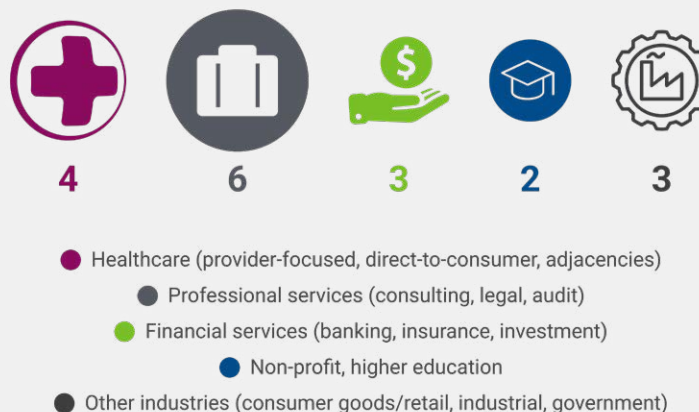 $
4 6 3 2 3
Healthcare (provider-focused, direct-to-consumer, adjacencies)
Professional services (consulting, legal, audit)
Financial services (banking, insurance, investment)
Non-profit, higher education
Other industries (consumer goods/retail, industrial, government)